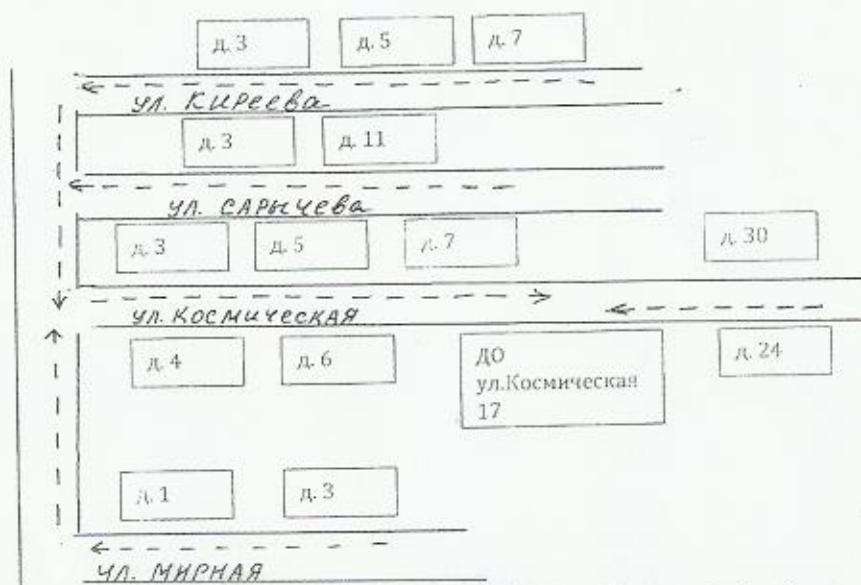 д. 3
д. 5
д. 7
ул. КИРеева
д. 3
д. 11
ул. САРЫЧева
д. 3
д. 5
д. 7
д. 30
ул. КОСМИЧЕСКАЯ
д. 4
д. 6
ДО
ул.Космическая
17
д. 24
д. 1
д. 3
ул. МИРНАЯ